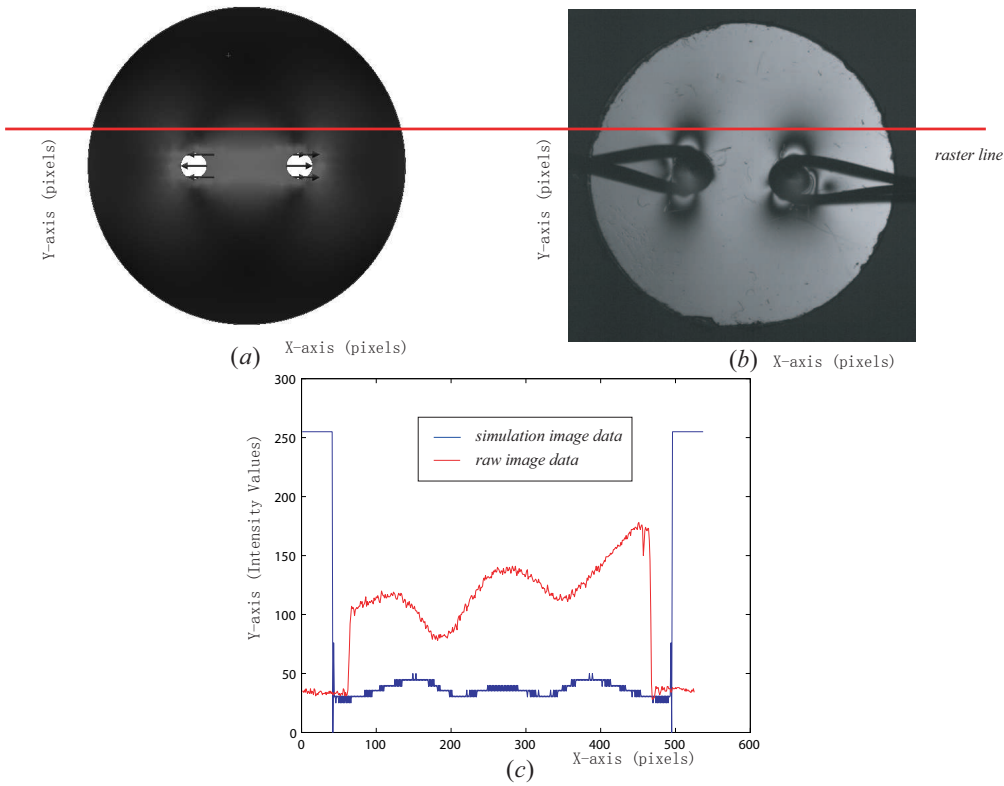 Y-axis (pixels)
Y-axis (pixels)
raster line
(a)
X-axis (pixels)
(b)
X-axis (pixels)
300
250
200
150
100
50
0
Y-axis (Intensity Values)
simulation image data
raw image data
0
100
200
300
400
500
600
X-axis (pixels)
(c)